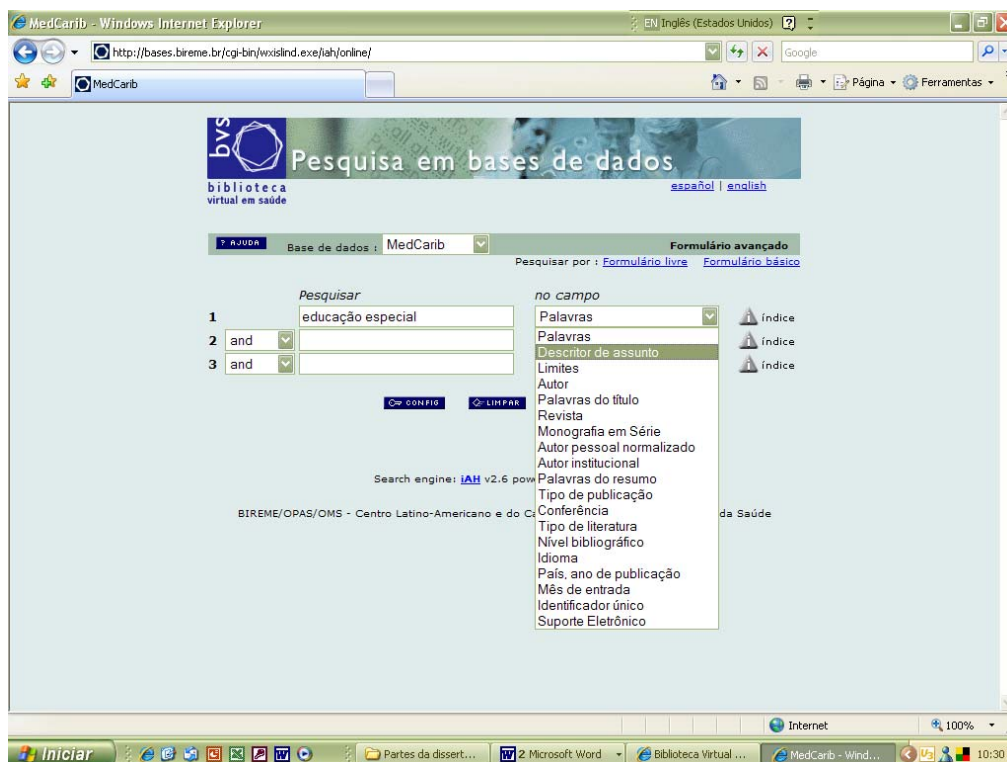 MedCarib - Windows Internet Explorer
EN Inglês (Estados Unidos)
http://bases.bireme.br/cgi-bin/wxislind.exe/iah/online/
Google
MedCarib
Página
Ferramentas
bvs
Pesquisa em bases de dados
biblioteca
virtual em saúde
español | english
? AJUDA
Base de dados : MedCarib
Formulário avançado
Pesquisar por : Formulário livre Formulário básico
Pesquisar no campo
1 educação especial Palavras índice
2 and índice
3 and índice
Palavras
Descritor de assunto
Limites
Autor
Palavras do título
Revista
Monografia em Série
Autor pessoal normalizado
Autor institucional
Palavras do resumo
Tipo de publicação
Conferência
Tipo de literatura
Nível bibliográfico
Idioma
País, ano de publicação
Mês de entrada
Identificador único
Suporte Eletrônico
CONFIG LIMPAR
Search engine: iAH v2.6
BIREME/OPAS/OMS - Centro Latino-Americano e do da Saúde
Internet
100%
Iniciar
Partes da dissert...
2 Microsoft Word
Biblioteca Virtual ...
MedCarib - Wind...
10:30